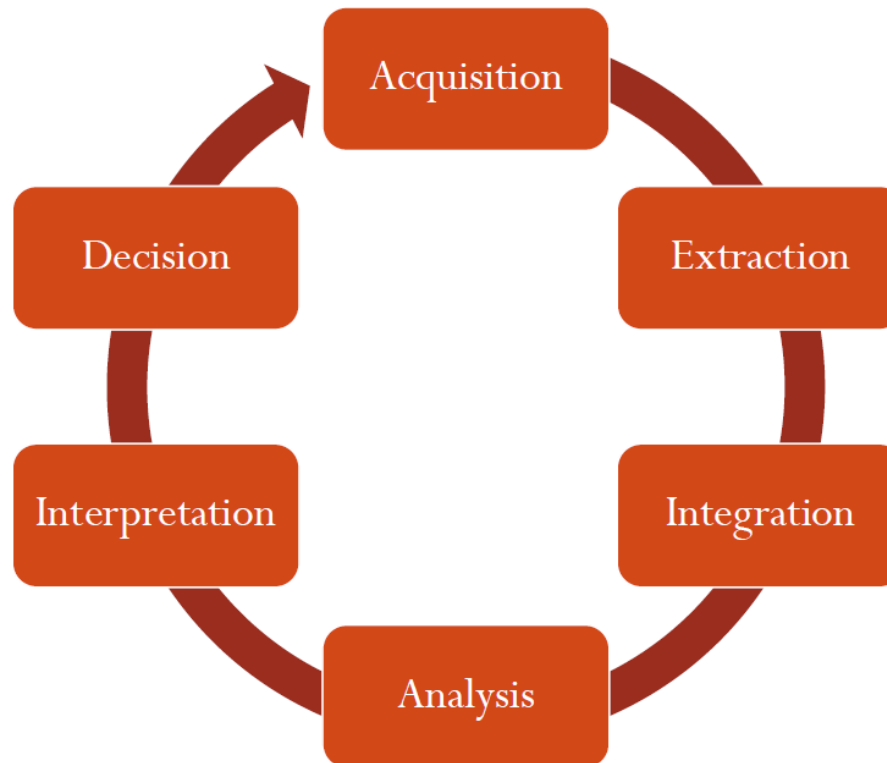 Acquisition
Extraction
Integration
Analysis
Interpretation
Decision